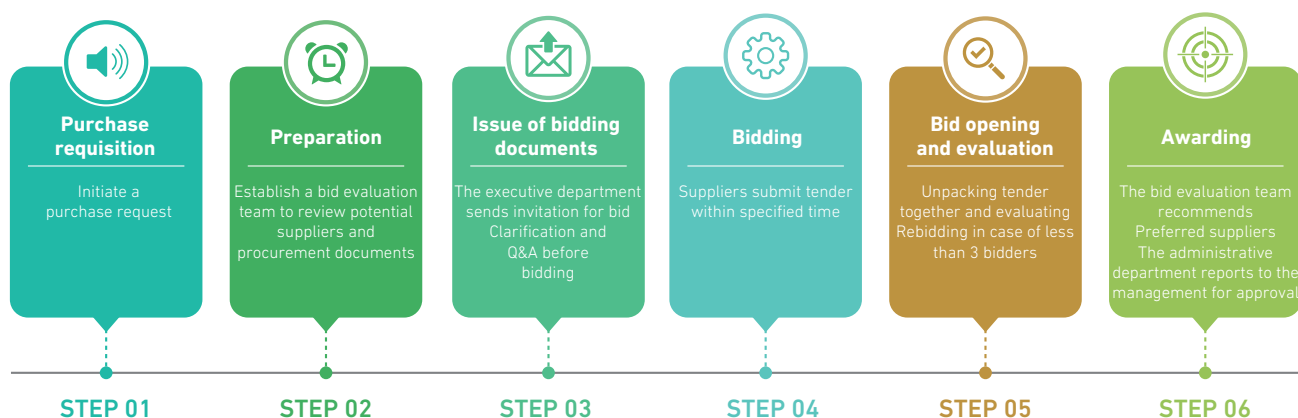 Purchase
requisition
Initiate a
purchase request
STEP 01
Preparation
Establish a bid evaluation
team to review potential
suppliers and
procurement documents
STEP 02
Issue of bidding
documents
The executive department
sends invitation for bid
Clarification and
Q&A before
bidding
STEP 03
Bidding
Suppliers submit tender
within specified time
STEP 04
Bid opening
and evaluation
Unpacking tender
together and evaluating
Rebidding in case of less
than 3 bidders
STEP 05
Awarding
The bid evaluation team
recommends
Preferred suppliers
The administrative
department reports to the
management for approval
STEP 06